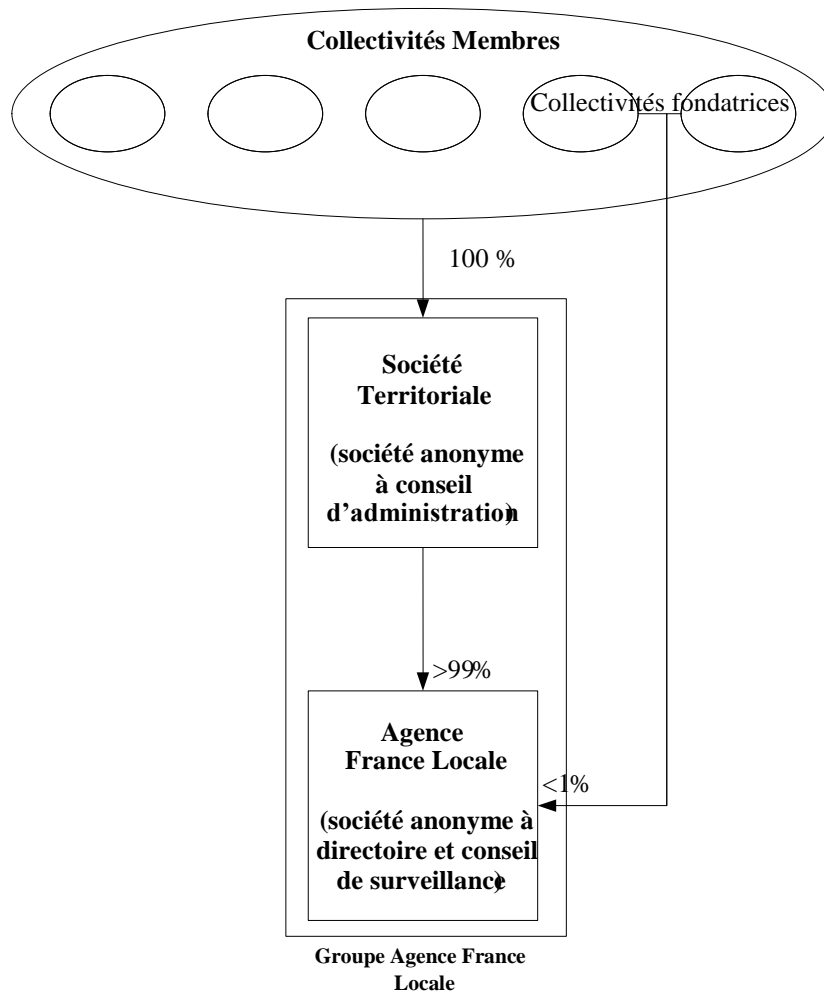 Collectivités Membres
Collectivités fondatrices
100 %
Société
Territoriale
(société anonyme
à conseil
d’administration)
>99%
Agence
France Locale
<1%
(société anonyme à
directoire et conseil
de surveillance)
Groupe Agence France
Locale